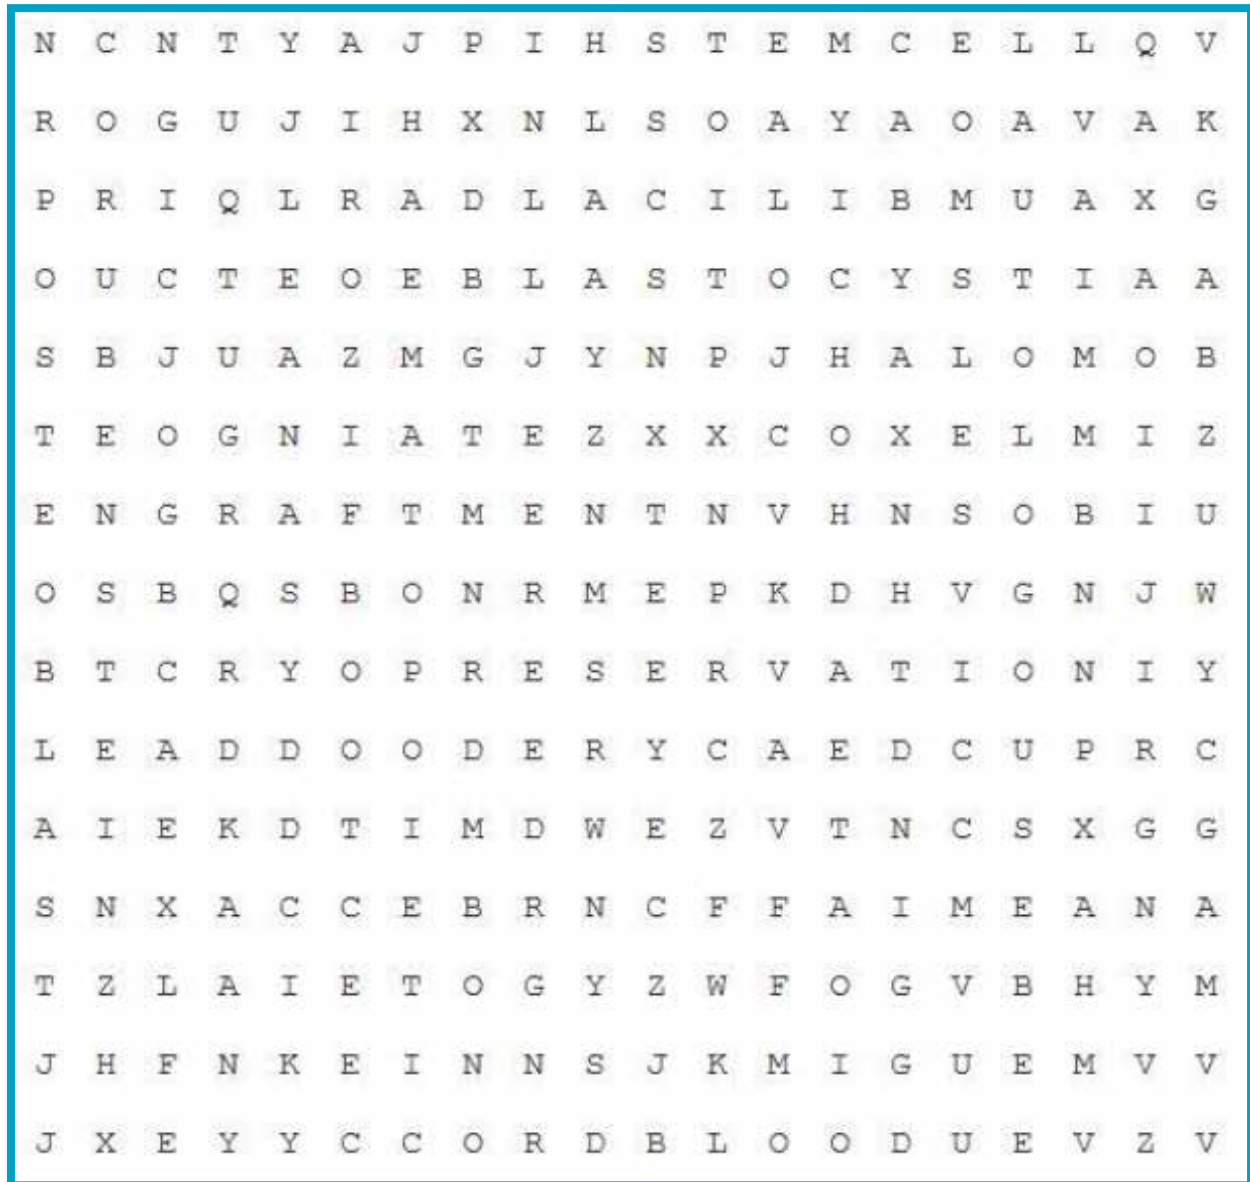 N C N T Y A J P I H S T E M C E L L Q V
R O G U J I H X N L S O A Y A O A V A K
P R I Q L R A D L A C I L I B M U A X G
O U C T E O E B L A S T O C Y S T I A A
S B J U A Z M G J Y N P J H A L O M O B
T E O G N I A T E Z X X C O X E L M I Z
E N G R A F T M E N T N V H N S O B I U
O S B Q S B O N R M E P K D H V G N J W
B T C R Y O P R E S E R V A T I O N I Y
L E A D D O O D E R Y C A E D C U P R C
A I E K D T I M D W E Z V T N C S X G G
S N X A C C E B R N C F F A I M E A N A
T Z L A I E T O G Y Z W F O G V B H Y M
J H F N K E I N N S J K M I G U E M V V
J X E Y Y C C O R D B L O O D U E V Z V